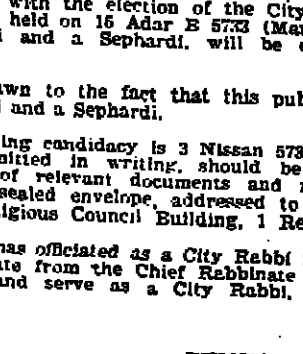 with the election of the City
held on 15 Adar B 5733 (Mar
and a Sephardi, will be
wn to the fact that this pub
and a Sephardi.
ing candidacy is 3 Nissan 573
mitted in writing, should be
of relevant documents and
sealed envelope, addressed to
ligious Council Building, 1 Re
has officiated as a City Rabbi
ate from the Chief Rabbinate
and serve as a City Rabbi.